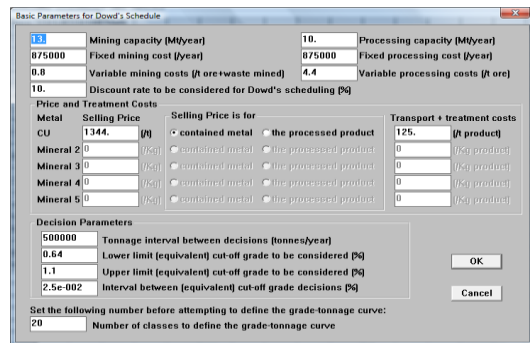 Basic Parameters for Dowd's Schedule
13. Mining capacity (Mt/year) 10. Processing capacity (Mt/year)
875000 Fixed mining cost (/year) 875000 Fixed processing cost (/year)
0.8 Variable mining costs (/t ore+waste mined) 4.4 Variable processing costs (/t ore)
10. Discount rate to be considered for Dowd's scheduling (%)
Price and Treatment Costs
Metal Selling Price Selling Price is for Transport + treatment costs
CU 1344. (/t) contained metal the processed product 125. (/t product)
Mineral 2 0 (/Kg) contained metal the processed product 0 (/Kg product)
Mineral 3 0 (/Kg) contained metal the processed product 0 (/Kg product)
Mineral 4 0 (/Kg) contained metal the processed product 0 (/Kg product)
Mineral 5 0 (/Kg) contained metal the processed product 0 (/Kg product)
Decision Parameters
500000 Tonnage interval between decisions (tonnes/year)
0.64 Lower limit (equivalent) cut-off grade to be considered (%)
1.1 Upper limit (equivalent) cut-off grade to be considered (%)
2.5e-002 Interval between (equivalent) cut-off grade decisions (%)
OK
Cancel
Set the following number before attempting to define the grade-tonnage curve:
20 Number of classes to define the grade-tonnage curve